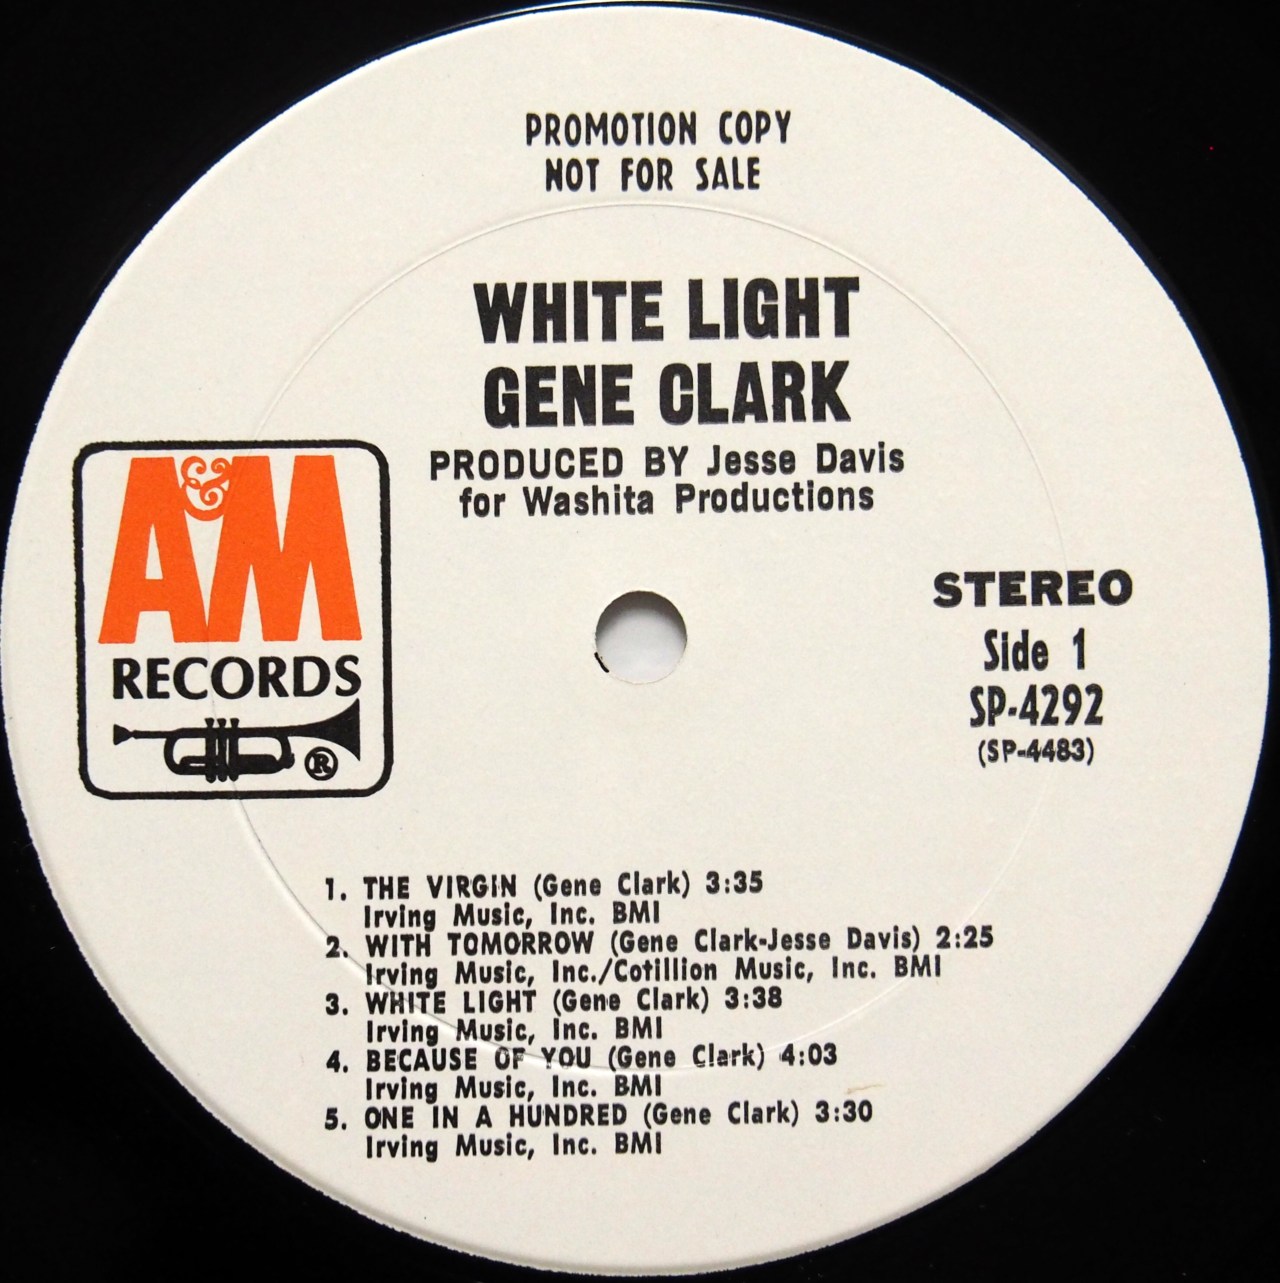 PROMOTION COPY
NOT FOR SALE
WHITE LIGHT
GENE CLARK
PRODUCED BY Jesse Davis
for Washita Productions
A&M
RECORDS
®
STEREO
Side 1
SP-4292
(SP-4483)
1. THE VIRGIN (Gene Clark) 3:35
Irving Music, Inc. BMI
2. WITH TOMORROW (Gene Clark-Jesse Davis) 2:25
Irving Music, Inc./Cotillion Music, Inc. BMI
3. WHITE LIGHT (Gene Clark) 3:38
Irving Music, Inc. BMI
4. BECAUSE OF YOU (Gene Clark) 4:03
Irving Music, Inc. BMI
5. ONE IN A HUNDRED (Gene Clark) 3:30
Irving Music, Inc. BMI